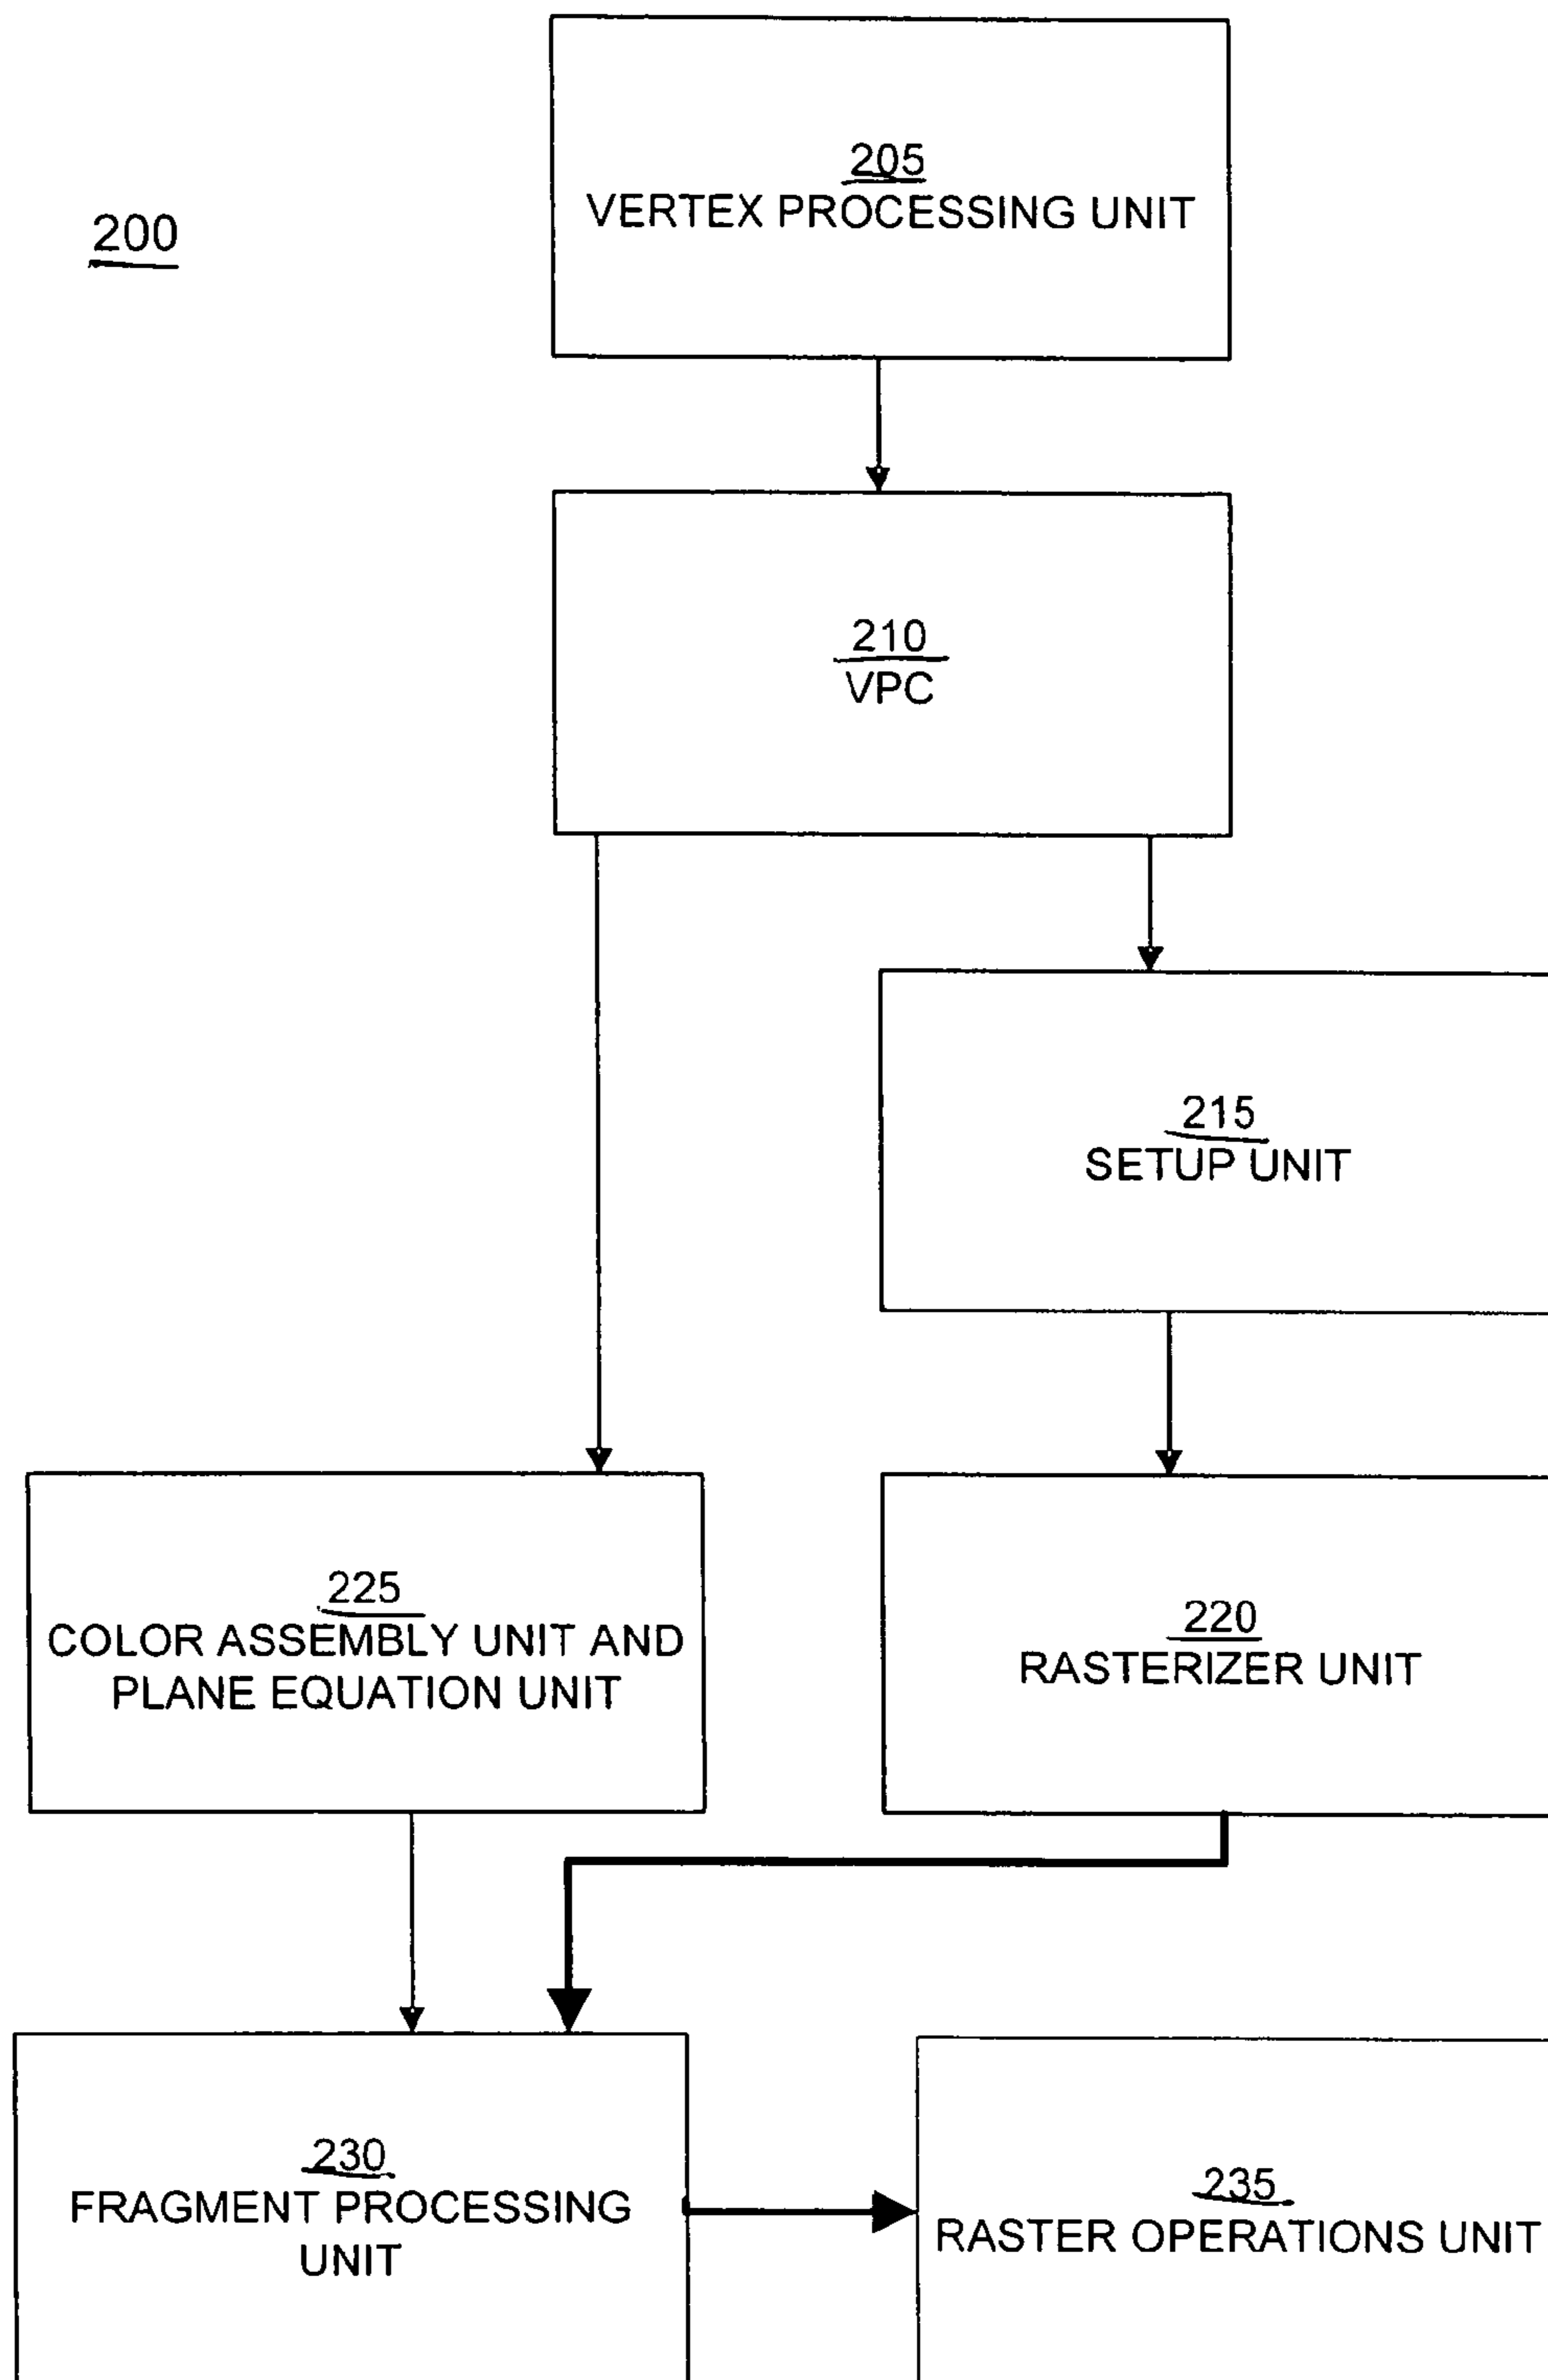 205
VERTEX PROCESSING UNIT
200
210
VPC
215
SETUP UNIT
225
COLOR ASSEMBLY UNIT AND
PLANE EQUATION UNIT
220
RASTERIZER UNIT
230
FRAGMENT PROCESSING
UNIT
235
RASTER OPERATIONS UNIT